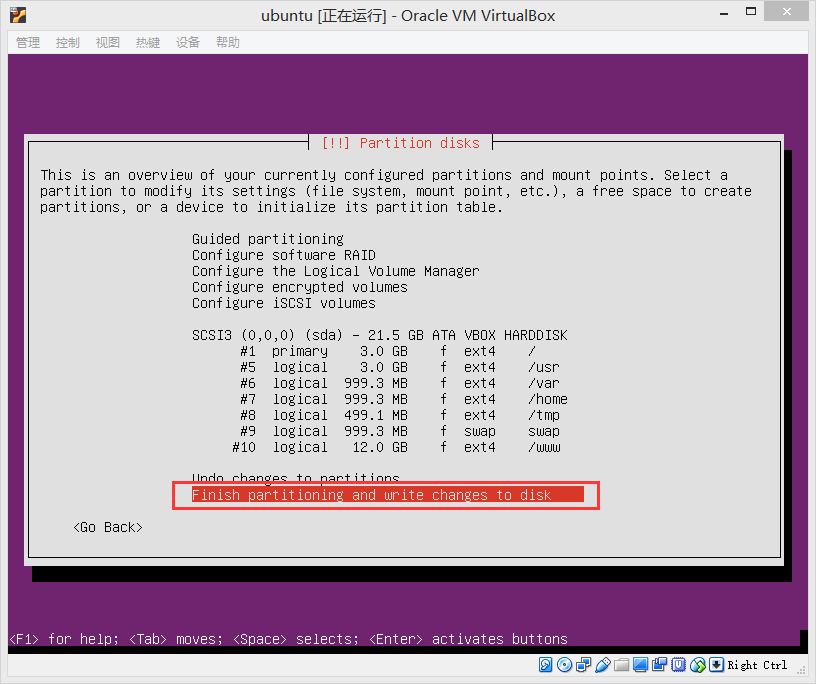 ubuntu [正在运行] - Oracle VM VirtualBox
管理 控制 视图 热键 设备 帮助
[!!] Partition disks
This is an overview of your currently configured partitions and mount points. Select a
partition to modify its settings (file system, mount point, etc.), a free space to create
partitions, or a device to initialize its partition table.
Guided partitioning
Configure software RAID
Configure the Logical Volume Manager
Configure encrypted volumes
Configure iSCSI volumes
SCSI3 (0,0,0) (sda) - 21.5 GB ATA VBOX HARDDISK
#1 primary 3.0 GB f ext4 /
#5 logical 3.0 GB f ext4 /usr
#6 logical 999.3 MB f ext4 /var
#7 logical 999.3 MB f ext4 /home
#8 logical 499.1 MB f ext4 /tmp
#9 logical 999.3 MB f swap swap
#10 logical 12.0 GB f ext4 /www
Undo changes to partitions
Finish partitioning and write changes to disk
<Go Back>
<F1> for help; <Tab> moves; <Space> selects; <Enter> activates buttons
Right Ctrl